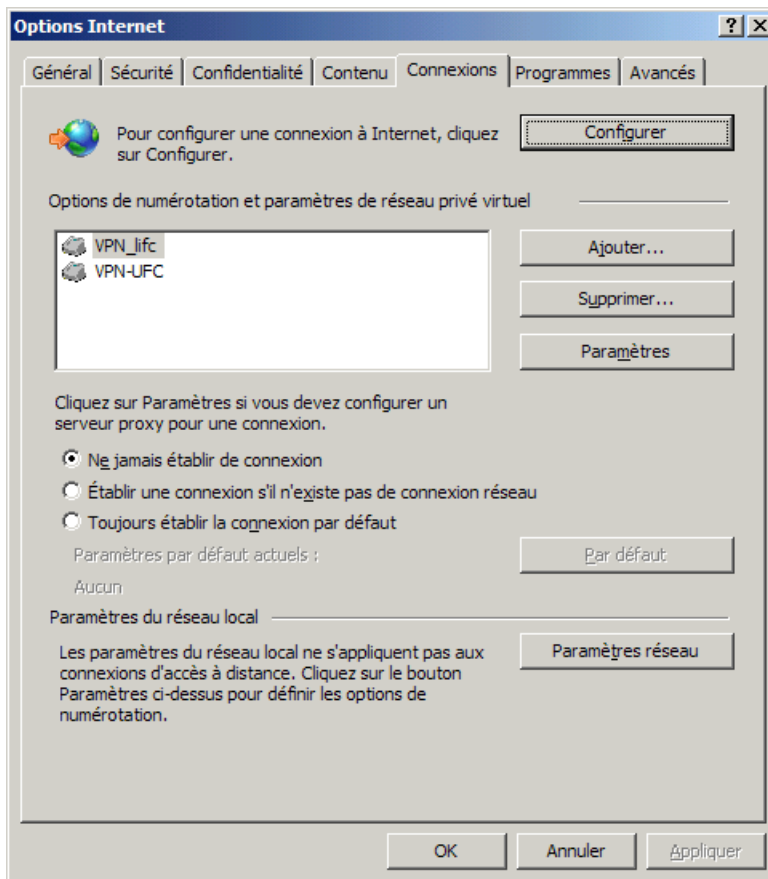 Options Internet
Général Sécurité Confidentialité Contenu Connexions Programmes Avancés
Pour configurer une connexion à Internet, cliquez
sur Configurer.
Configurer
Options de numérotation et paramètres de réseau privé virtuel
VPN_lifc
VPN-UFC
Ajouter...
Supprimer...
Paramètres
Cliquez sur Paramètres si vous devez configurer un
serveur proxy pour une connexion.
Ne jamais établir de connexion
Établir une connexion s'il n'existe pas de connexion réseau
Toujours établir la connexion par défaut
Paramètres par défaut actuels :
Par défaut
Aucun
Paramètres du réseau local
Les paramètres du réseau local ne s'appliquent pas aux
connexions d'accès à distance. Cliquez sur le bouton
Paramètres ci-dessus pour définir les options de
numérotation.
Paramètres réseau
OK Annuler Appliquer